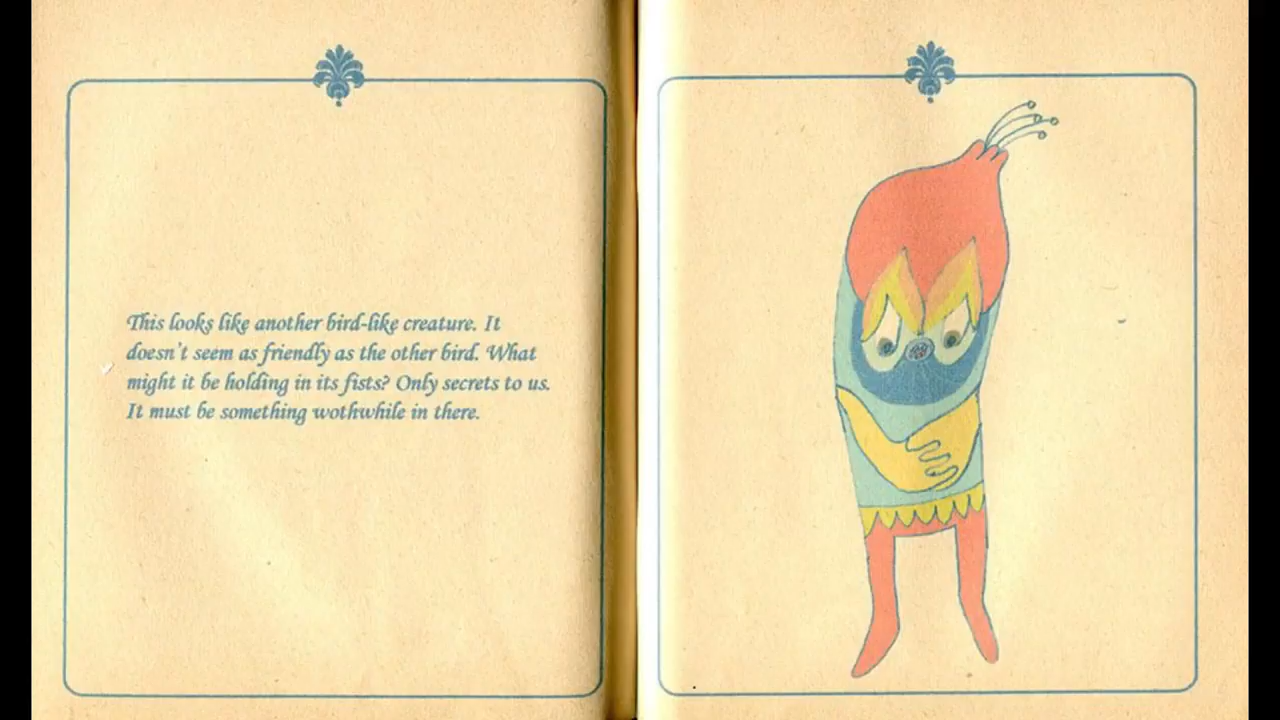 This looks like another bird-like creature. It
doesn't seem as friendly as the other bird. What
might it be holding in its fists? Only secrets to us.
It must be something wothwhile in there.